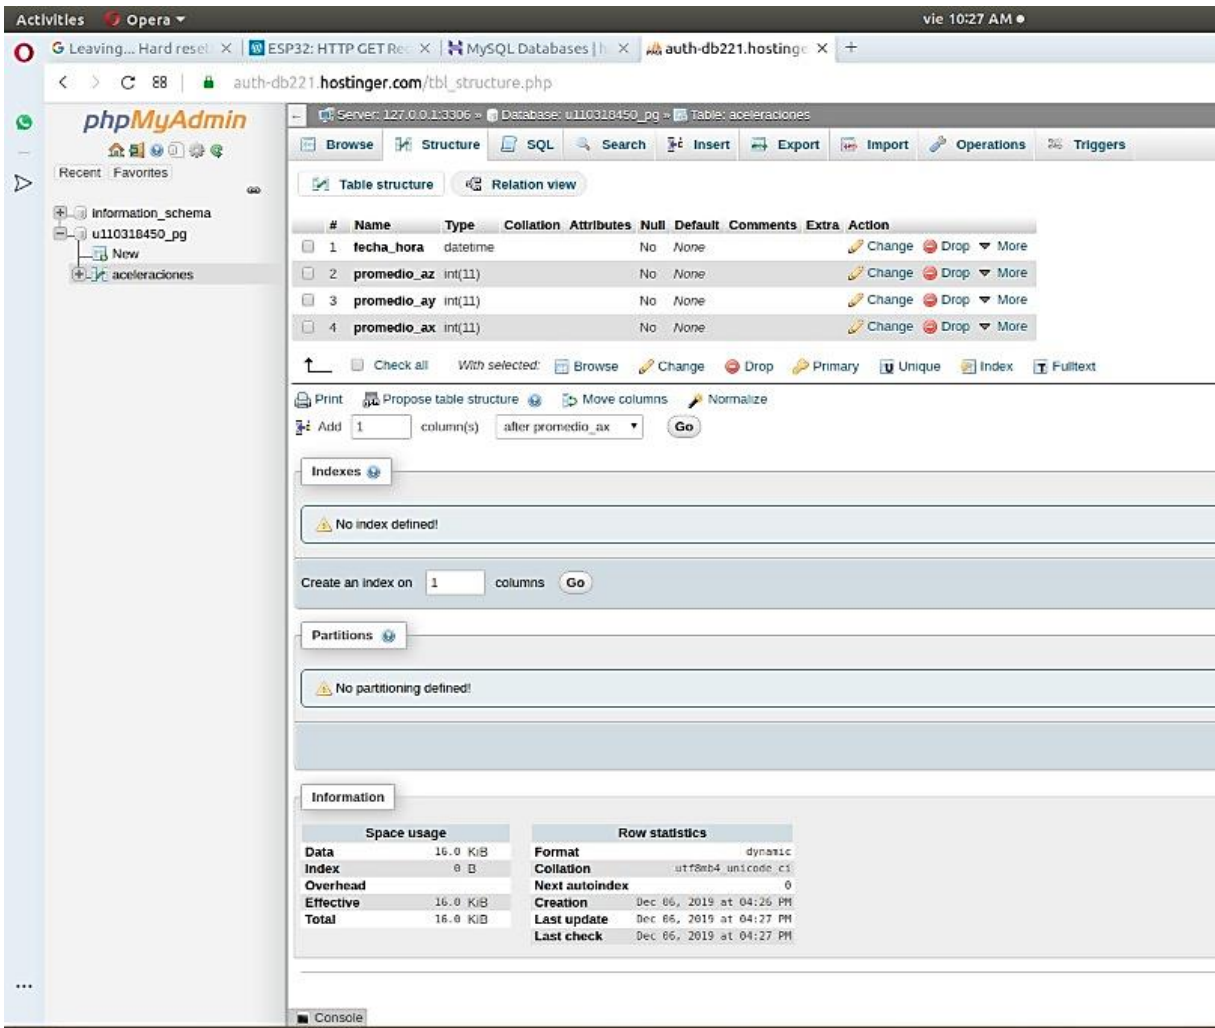 Activities Opera vie 10:27 AM
Leaving... Hard reset ESP32: HTTP GET Re MySQL Databases | h auth-db221.hostinge
auth-db221.hostinger.com/tbl_structure.php
phpMyAdmin
Recent Favorites
information_schema
u110318450_pg
New
aceleraciones
Server: 127.0.0.1:3306 » Database: u110318450_pg » Table: aceleraciones
Browse Structure SQL Search Insert Export Import Operations Triggers
Table structure Relation view
# Name Type Collation Attributes Null Default Comments Extra Action
1 fecha_hora datetime No None Change Drop More
2 promedio_az int(11) No None Change Drop More
3 promedio_ay int(11) No None Change Drop More
4 promedio_ax int(11) No None Change Drop More
Check all With selected: Browse Change Drop Primary Unique Index Fulltext
Print Propose table structure Move columns Normalize
Add 1 column(s) after promedio_ax Go
Indexes
No index defined!
Create an index on 1 columns Go
Partitions
No partitioning defined!
Information
Space usage
Data 16.0 KiB
Index 0 B
Overhead
Effective 16.0 KiB
Total 16.0 KiB
Row statistics
Format dynamic
Collation utf8mb4_unicode_ci
Next autoindex 0
Creation Dec 06, 2019 at 04:26 PM
Last update Dec 06, 2019 at 04:27 PM
Last check Dec 06, 2019 at 04:27 PM
Console